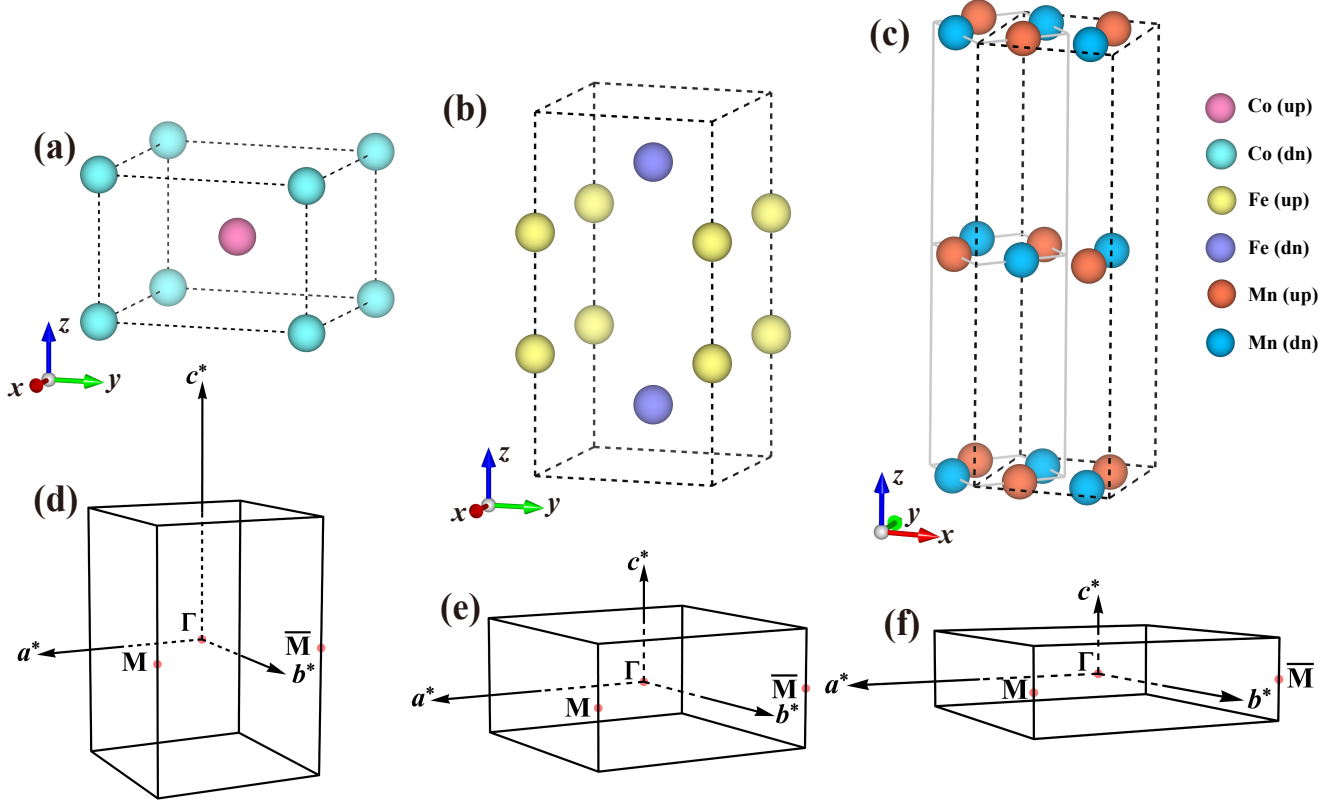 (a)
z
x
y
(b)
z
x
y
(c)
z
y
x
Co (up)
Co (dn)
Fe (up)
Fe (dn)
Mn (up)
Mn (dn)
(d)
c*
Γ
a*
M
M̅
b*
(e)
c*
Γ
a*
M
M̅
b*
(f)
c*
Γ
a*
M
M̅
b*